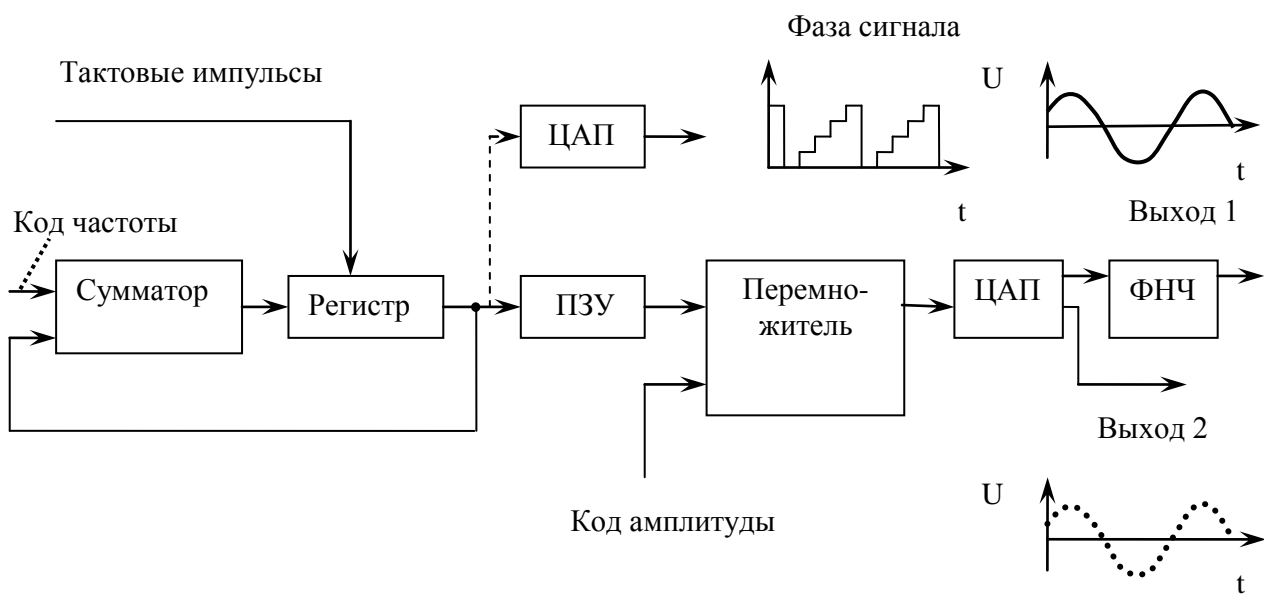 Фаза сигнала
Тактовые импульсы
U
ЦАП
t
t
Выход 1
Код частоты
Сумматор
Регистр
ПЗУ
Перемно-
житель
ЦАП
ФНЧ
Выход 2
Код амплитуды
U
t